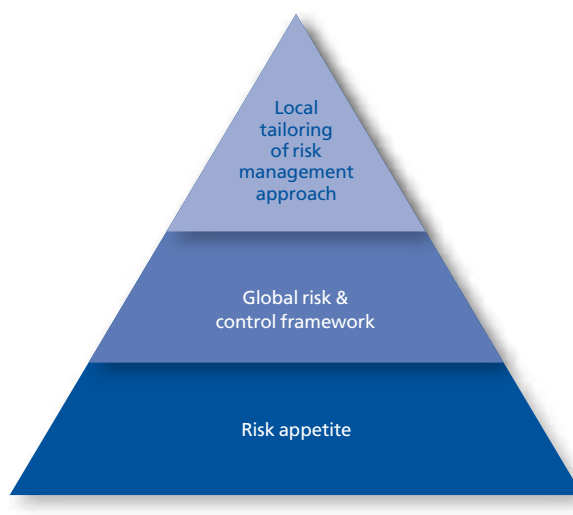 Local
tailoring
of risk
management
approach
Global risk &
control framework
Risk appetite